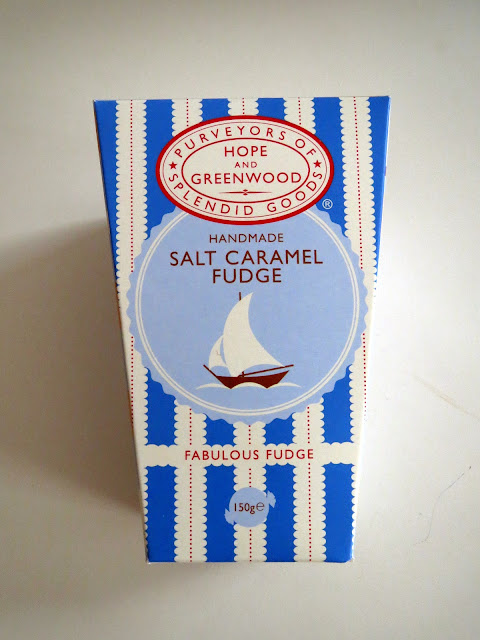 PURVEYORS OF
HOPE
AND
GREENWOOD
SPLENDID GOODS
®
HANDMADE
SALT CARAMEL
FUDGE
FABULOUS FUDGE
150g℮